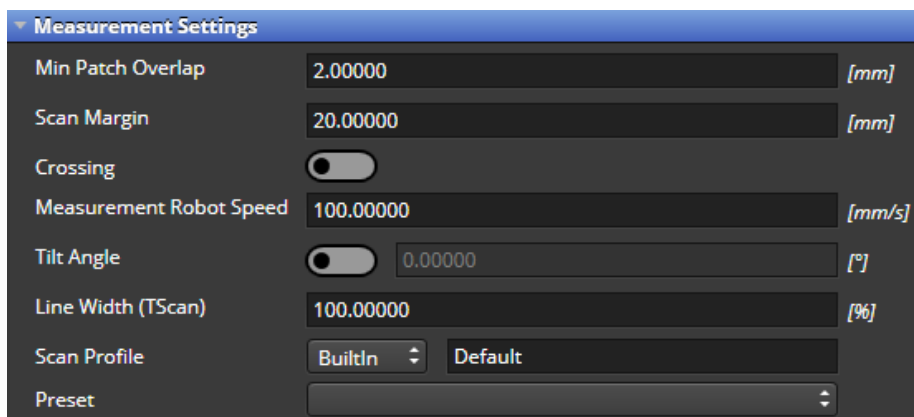 Measurement Settings
Min Patch Overlap 2.00000 [mm]
Scan Margin 20.00000 [mm]
Crossing
Measurement Robot Speed 100.00000 [mm/s]
Tilt Angle 0.00000 [°]
Line Width (TScan) 100.00000 [%]
Scan Profile BuiltIn Default
Preset